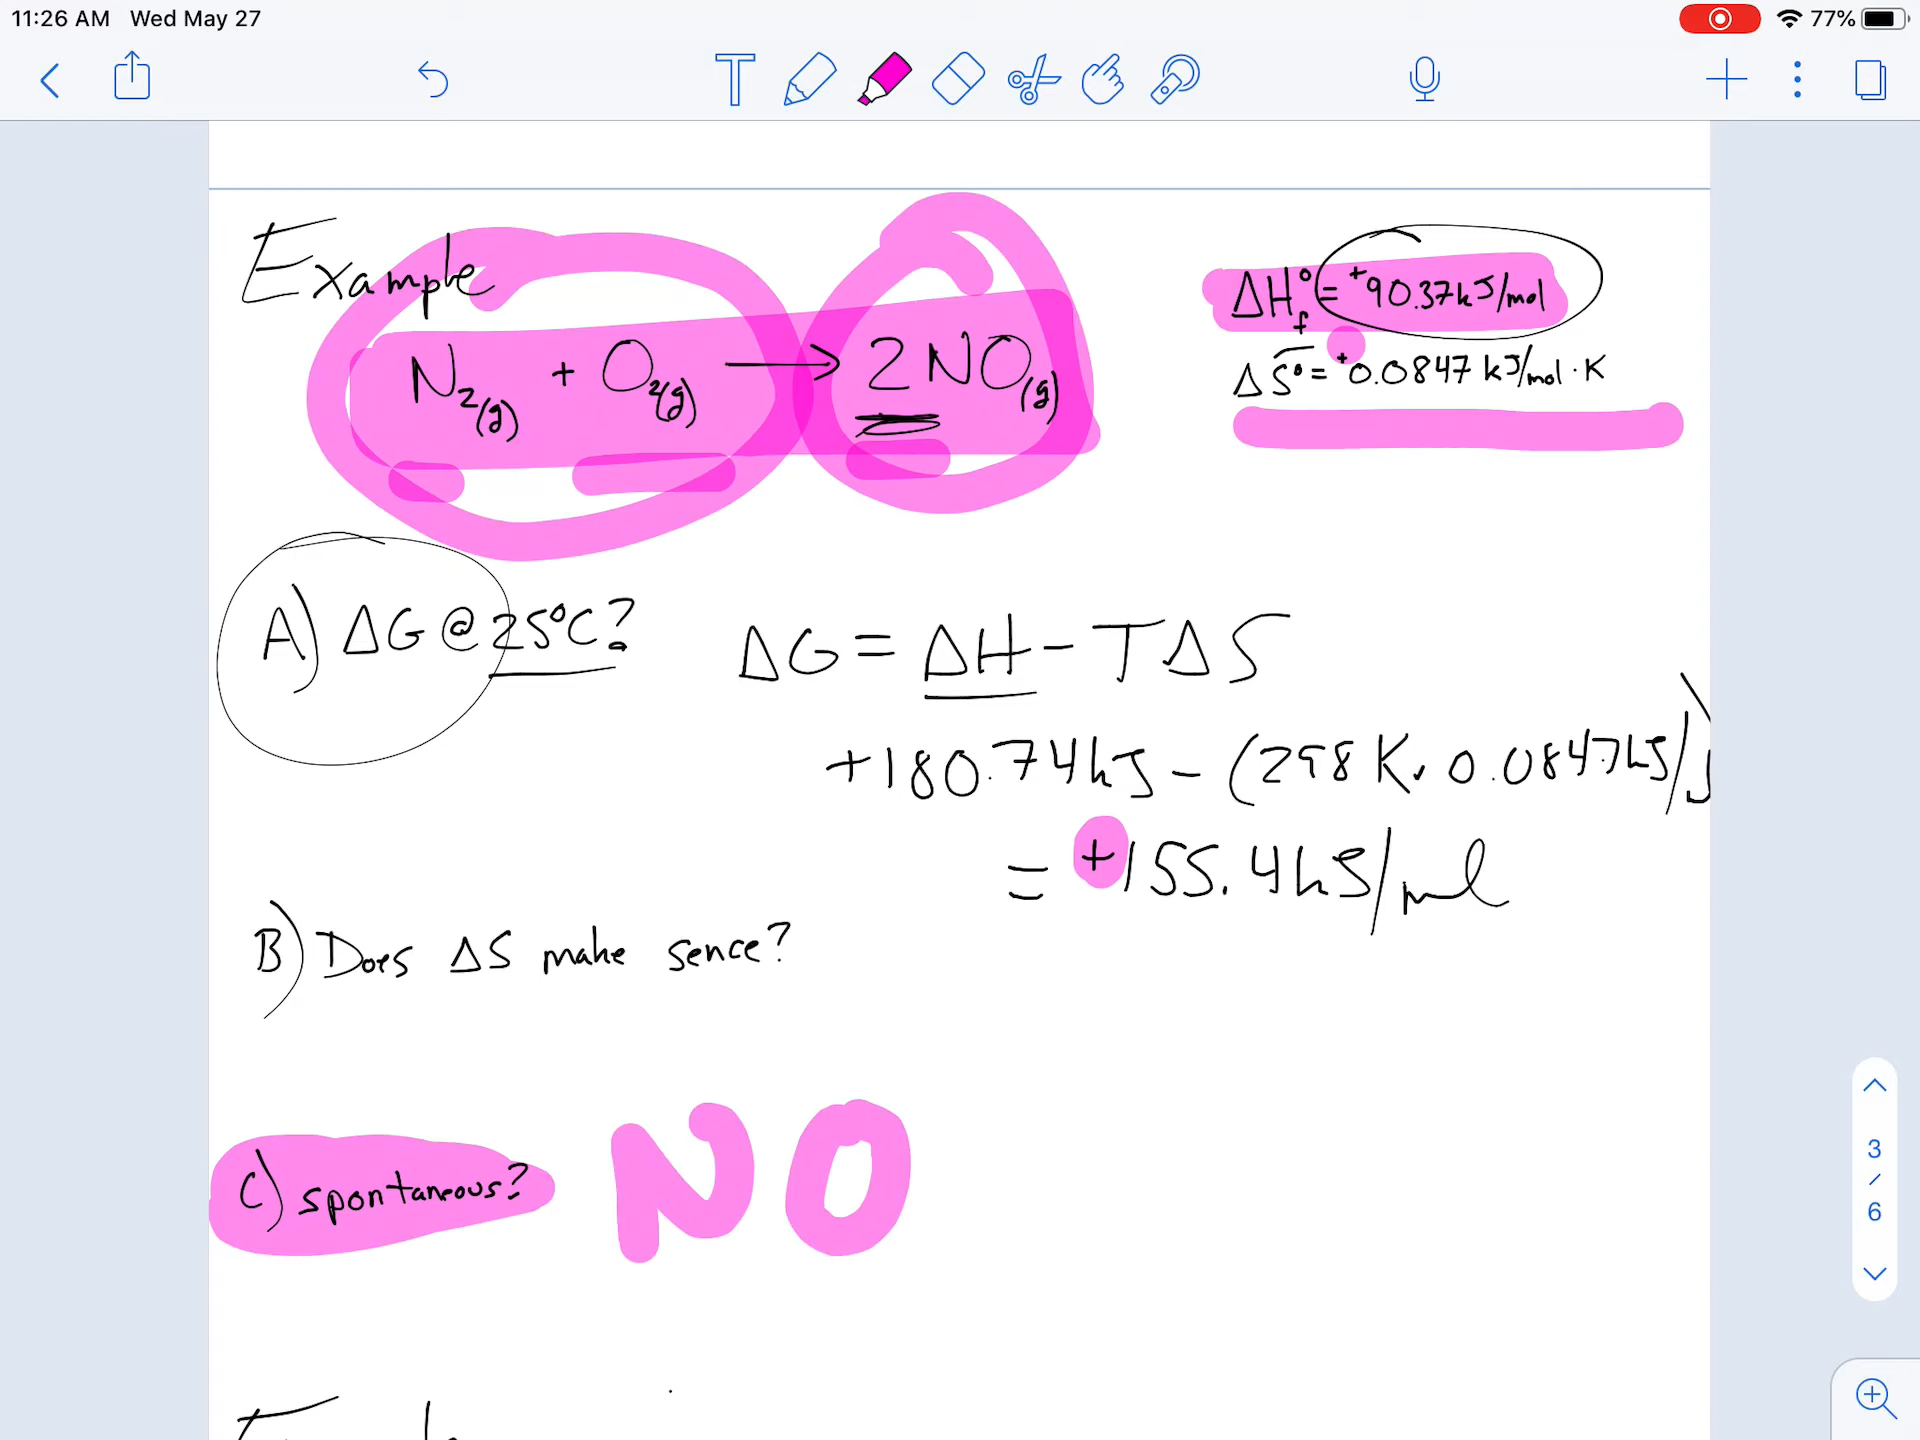 11:26 AM Wed May 27
77%
T
Example
N₂(g) + O₂(g) → 2NO(g)
ΔH°f = +90.37kJ/mol
ΔS° = +0.0847 kJ/mol·K
A) ΔG @ 25°C?
ΔG = ΔH - TΔS
+180.74kJ - (298K · 0.0847kJ/
= +155.4kJ/mol
B) Does ΔS make sence?
C) spontaneous? NO
3
/
6